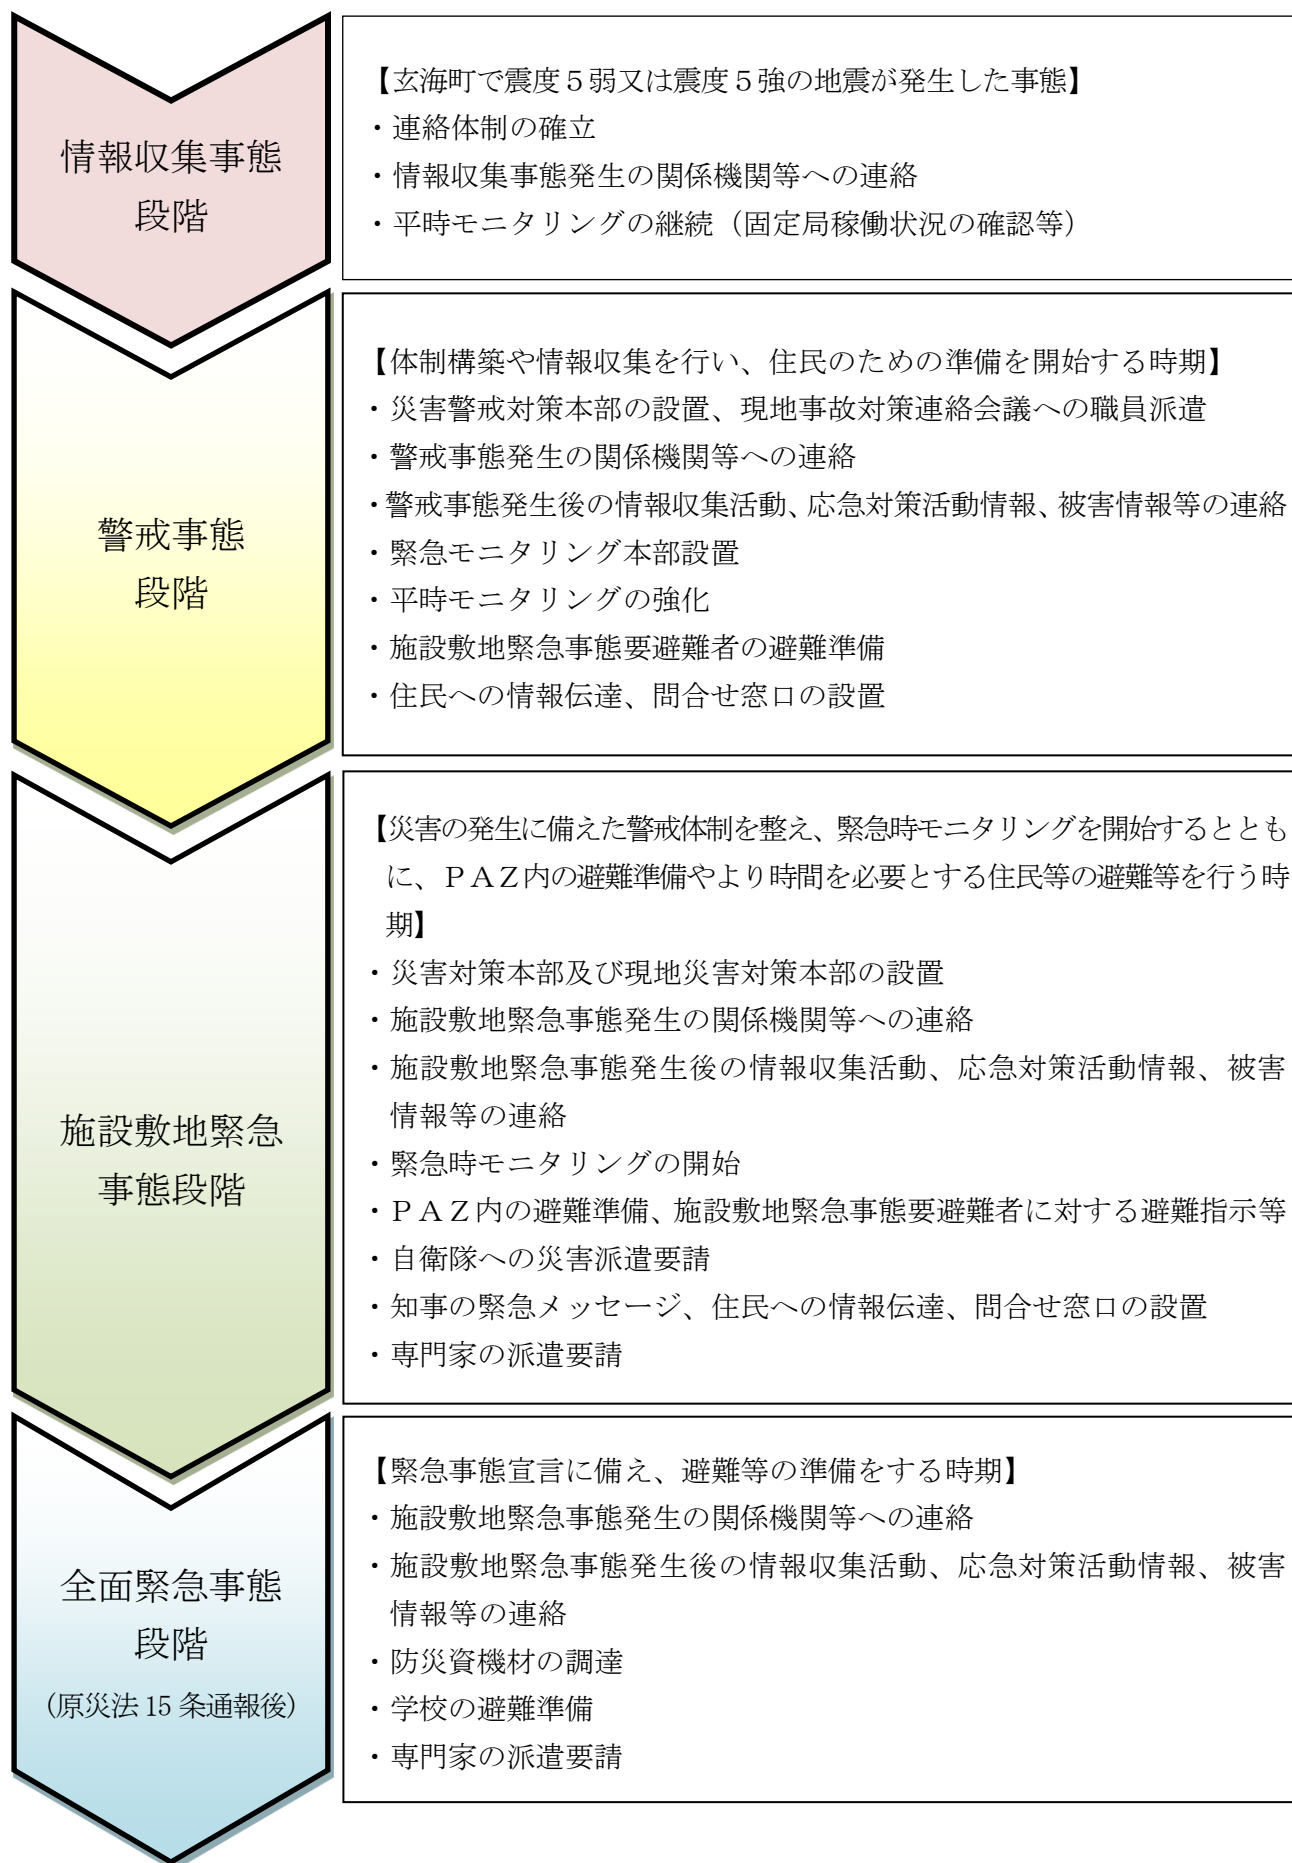 情報収集事態
段階
【玄海町で震度５弱又は震度５強の地震が発生した事態】
・連絡体制の確立
・情報収集事態発生の関係機関等への連絡
・平時モニタリングの継続（固定局稼働状況の確認等）
警戒事態
段階
【体制構築や情報収集を行い、住民のための準備を開始する時期】
・災害警戒対策本部の設置、現地事故対策連絡会議への職員派遣
・警戒事態発生の関係機関等への連絡
・警戒事態発生後の情報収集活動、応急対策活動情報、被害情報等の連絡
・緊急モニタリング本部設置
・平時モニタリングの強化
・施設敷地緊急事態要避難者の避難準備
・住民への情報伝達、問合せ窓口の設置
施設敷地緊急
事態段階
【災害の発生に備えた警戒体制を整え、緊急時モニタリングを開始するととも
に、ＰＡＺ内の避難準備やより時間を必要とする住民等の避難等を行う時
期】
・災害対策本部及び現地災害対策本部の設置
・施設敷地緊急事態発生の関係機関等への連絡
・施設敷地緊急事態発生後の情報収集活動、応急対策活動情報、被害
情報等の連絡
・緊急時モニタリングの開始
・ＰＡＺ内の避難準備、施設敷地緊急事態要避難者に対する避難指示等
・自衛隊への災害派遣要請
・知事の緊急メッセージ、住民への情報伝達、問合せ窓口の設置
・専門家の派遣要請
全面緊急事態
段階
（原災法 15 条通報後）
【緊急事態宣言に備え、避難等の準備をする時期】
・施設敷地緊急事態発生の関係機関等への連絡
・施設敷地緊急事態発生後の情報収集活動、応急対策活動情報、被害
情報等の連絡
・防災資機材の調達
・学校の避難準備
・専門家の派遣要請